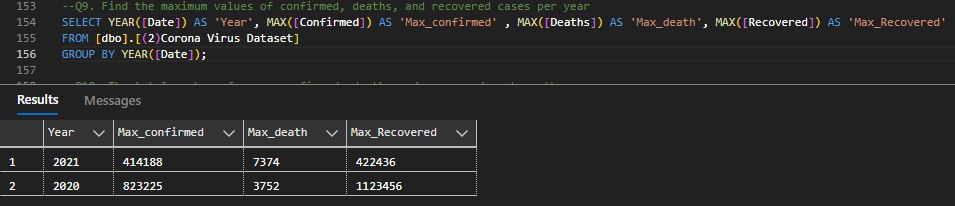 153 --Q9. Find the maximum values of confirmed, deaths, and recovered cases per year
154 SELECT YEAR([Date]) AS 'Year', MAX([Confirmed]) AS 'Max_confirmed' , MAX([Deaths]) AS 'Max_death', MAX([Recovered]) AS 'Max_Recovered'
155 FROM [dbo].[(2)Corona Virus Dataset]
156 GROUP BY YEAR([Date]);
157
Results Messages
Year Max_confirmed Max_death Max_Recovered
1 2021 414188 7374 422436
2 2020 823225 3752 1123456